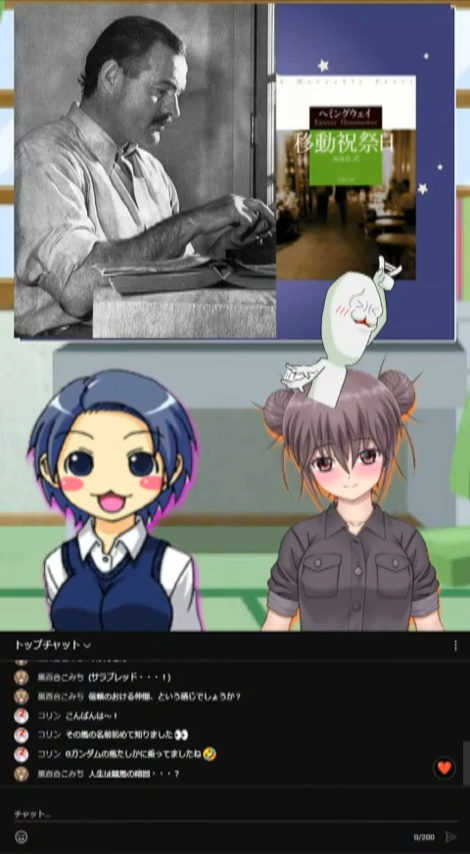 ヘミングウェイ
Ernest Hemingway
移動祝祭日
トップチャット
黒百合こみち (サラブレッド・・・!)
黒百合こみち 信頼のおける仲間、という感じでしょうか?
コリン こんばんは〜!
コリン その馬の名前初めて知りました👀
コリン Gガンダムの馬たしかに乗ってましたね🤣
黒百合こみち 人生は競馬の縮図・・・?
チャット...
0/200